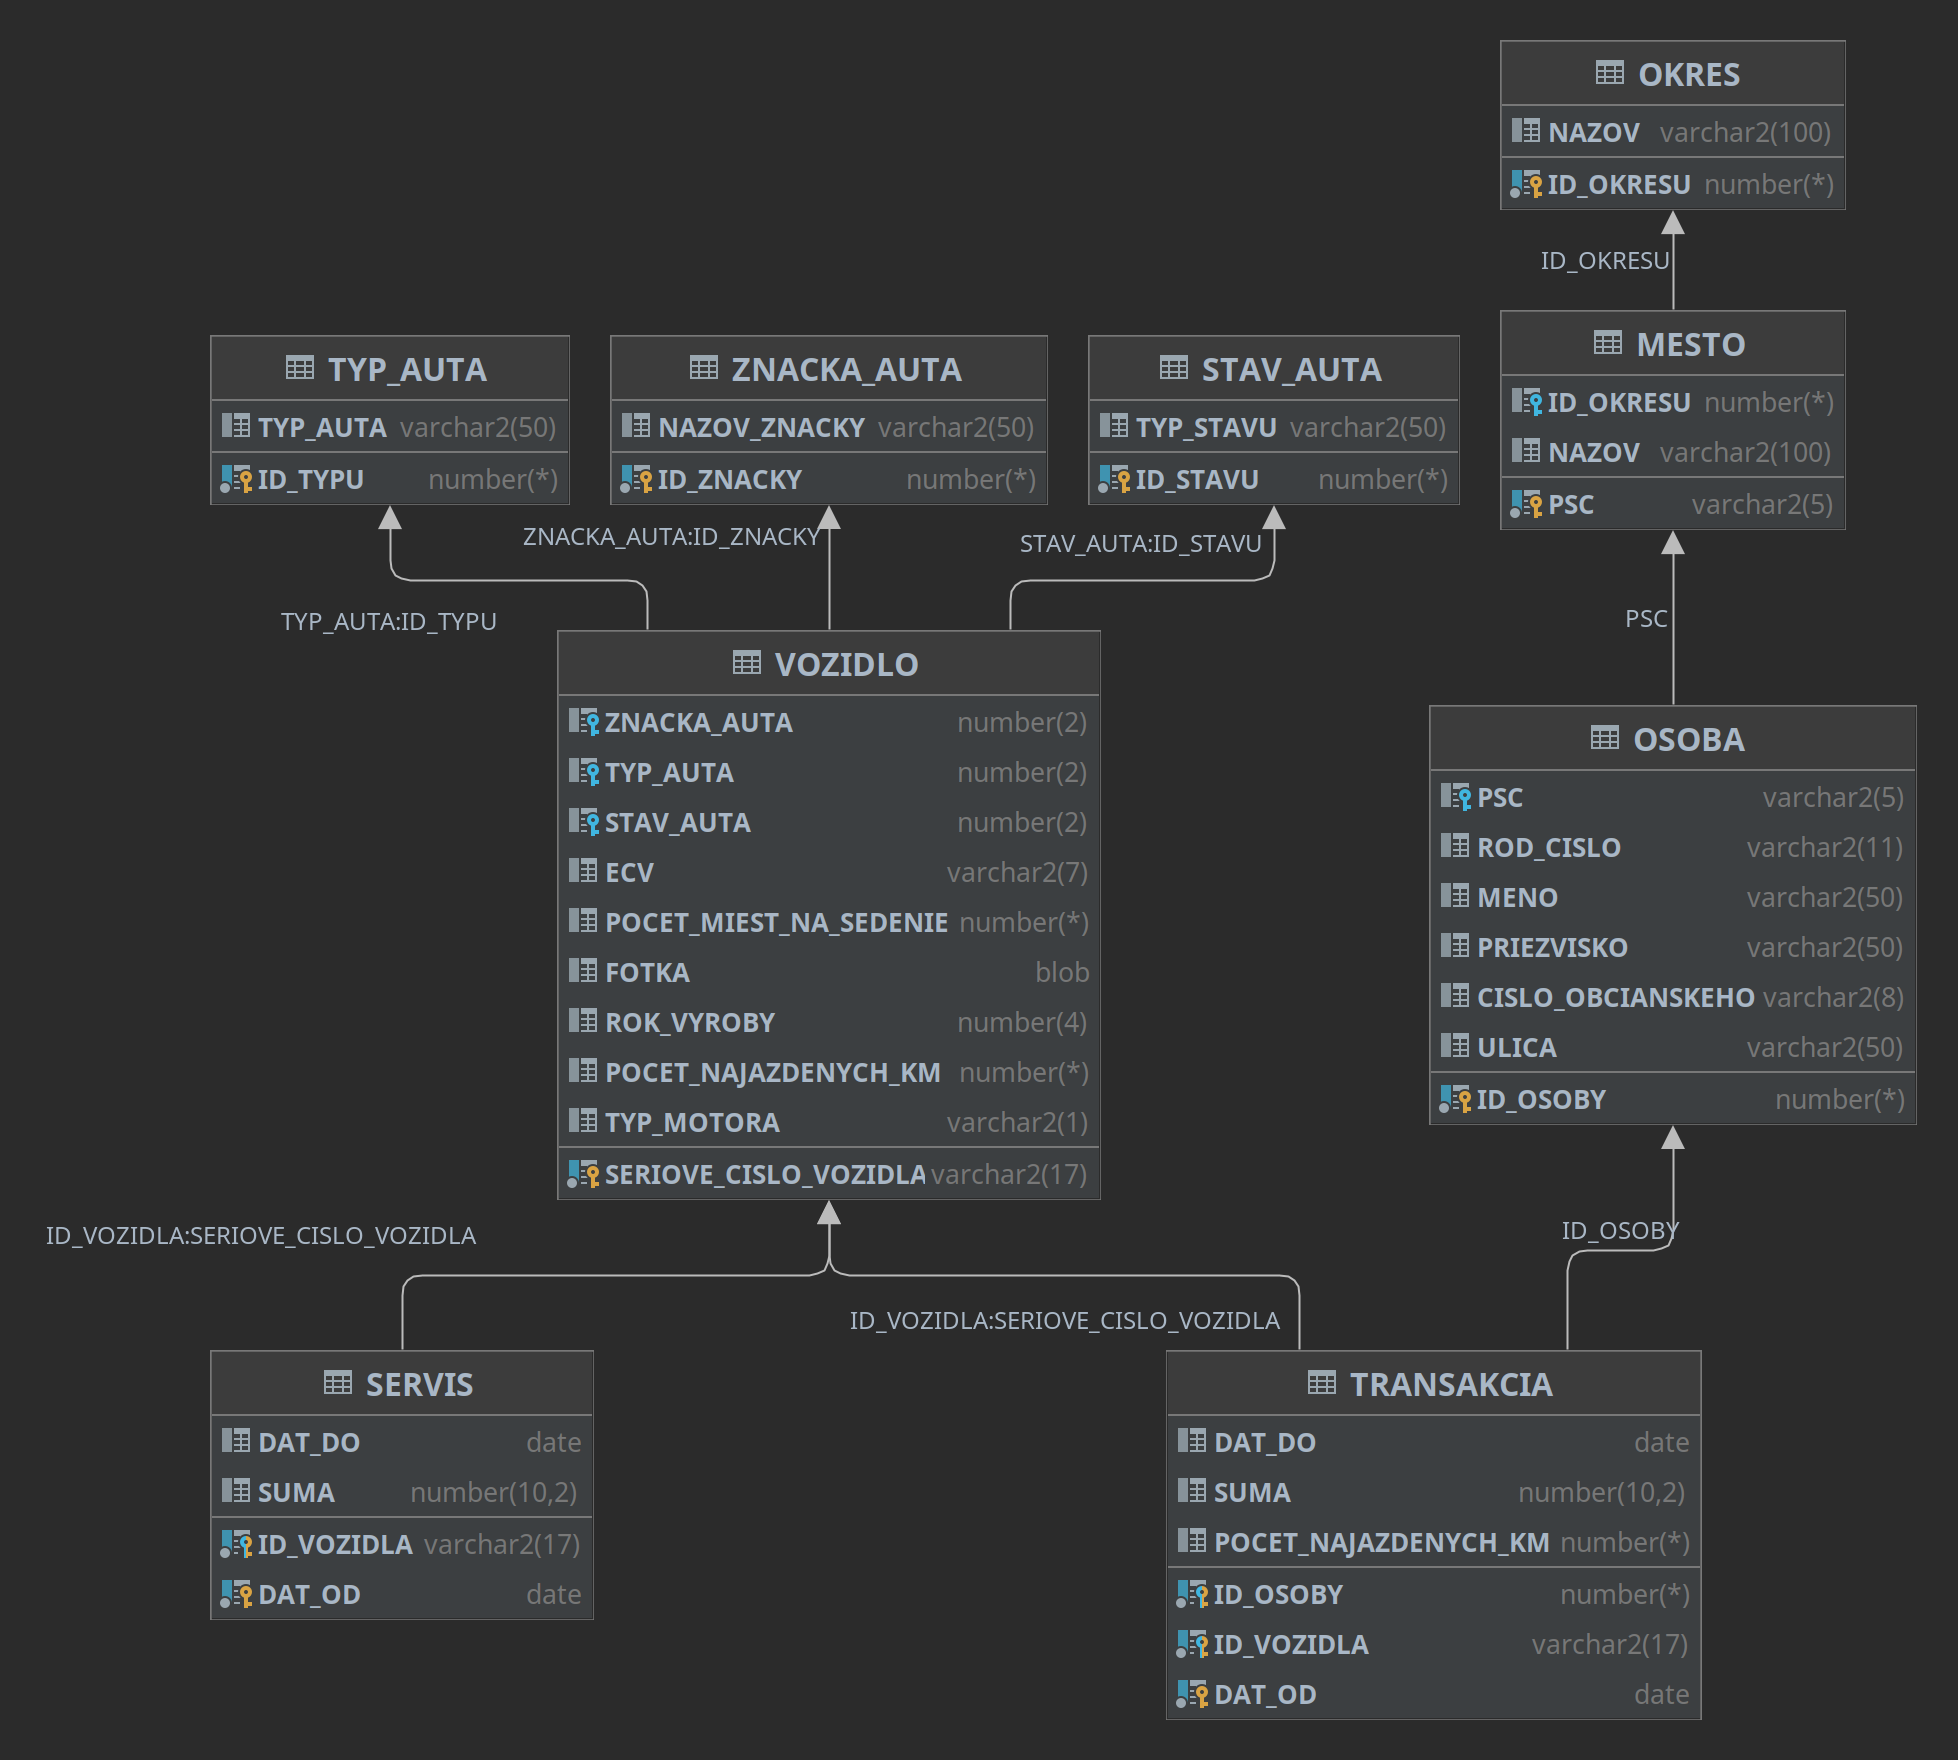 OKRES
NAZOV varchar2(100)
ID_OKRESU number(*)
ID_OKRESU
MESTO
ID_OKRESU number(*)
NAZOV varchar2(100)
PSC varchar2(5)
TYP_AUTA
TYP_AUTA varchar2(50)
ID_TYPU number(*)
ZNACKA_AUTA
NAZOV_ZNACKY varchar2(50)
ID_ZNACKY number(*)
STAV_AUTA
TYP_STAVU varchar2(50)
ID_STAVU number(*)
ZNACKA_AUTA:ID_ZNACKY
STAV_AUTA:ID_STAVU
TYP_AUTA:ID_TYPU
PSC
VOZIDLO
ZNACKA_AUTA number(2)
TYP_AUTA number(2)
STAV_AUTA number(2)
ECV varchar2(7)
POCET_MIEST_NA_SEDENIE number(*)
FOTKA blob
ROK_VYROBY number(4)
POCET_NAJAZDENYCH_KM number(*)
TYP_MOTORA varchar2(1)
SERIOVE_CISLO_VOZIDLA varchar2(17)
OSOBA
PSC varchar2(5)
ROD_CISLO varchar2(11)
MENO varchar2(50)
PRIEZVISKO varchar2(50)
CISLO_OBCIANSKEHO varchar2(8)
ULICA varchar2(50)
ID_OSOBY number(*)
ID_VOZIDLA:SERIOVE_CISLO_VOZIDLA
ID_OSOBY
ID_VOZIDLA:SERIOVE_CISLO_VOZIDLA
SERVIS
DAT_DO date
SUMA number(10,2)
ID_VOZIDLA varchar2(17)
DAT_OD date
TRANSAKCIA
DAT_DO date
SUMA number(10,2)
POCET_NAJAZDENYCH_KM number(*)
ID_OSOBY number(*)
ID_VOZIDLA varchar2(17)
DAT_OD date